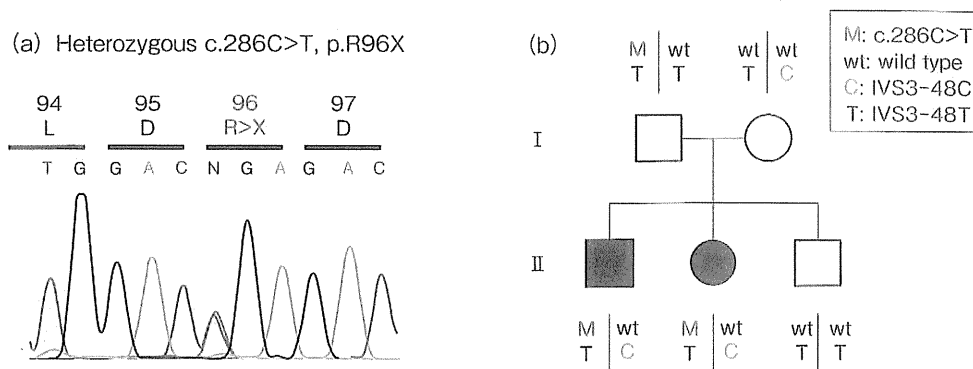 (a) Heterozygous c.286C>T, p.R96X
94 95 96 97
L D R>X D
T G G A C N G A G A C
(b)
M wt wt wt
T T T C
M: c.286C>T
wt: wild type
C: IVS3-48C
T: IVS3-48T
I
II
M wt M wt wt wt
T C T C T T